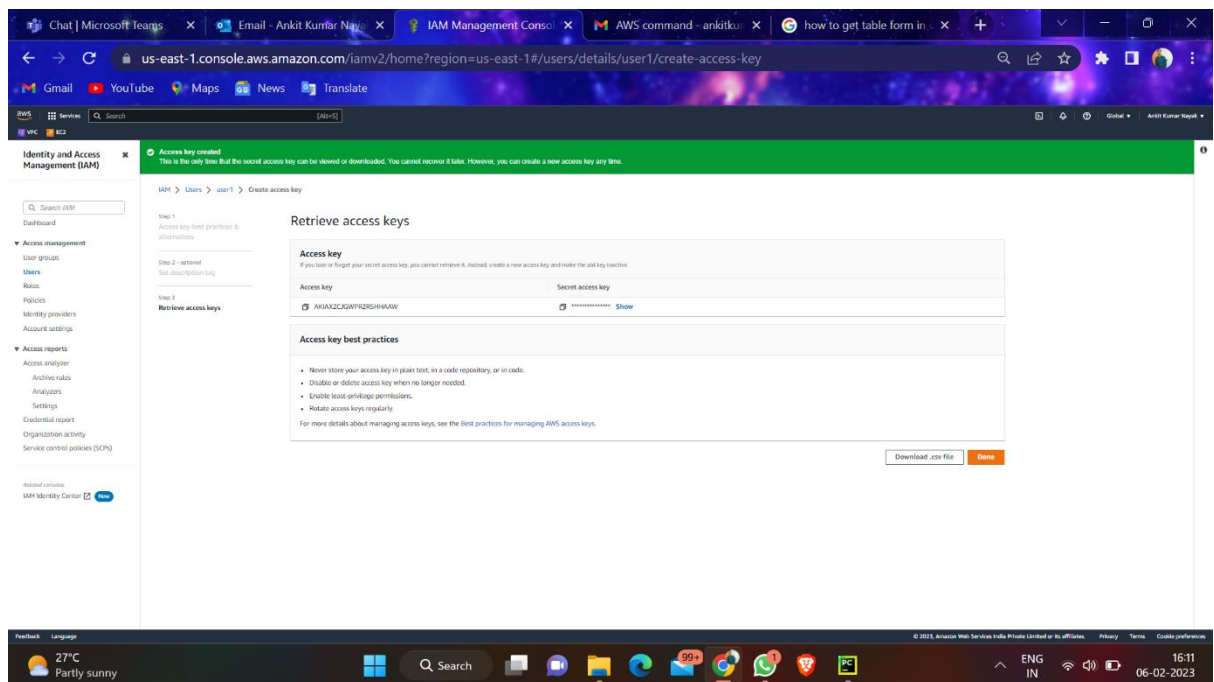 Chat | Microsoft Teams
Email - Ankit Kumar Naya
IAM Management Consol
AWS command - ankitku
how to get table form in
us-east-1.console.aws.amazon.com/iamv2/home?region=us-east-1#/users/details/user1/create-access-key
Gmail YouTube Maps News Translate
aws Services Search [Alt+S] Global Ankit Kumar Nayak
VPC EC2
Identity and Access Management (IAM)
Search IAM
Dashboard
Access management
User groups
Users
Roles
Policies
Identity providers
Account settings
Access reports
Access analyzer
Archive rules
Analyzers
Settings
Credential report
Organization activity
Service control policies (SCPs)
Related consoles
IAM Identity Center New
Access key created
This is the only time that the secret access key can be viewed or downloaded. You cannot recover it later. However, you can create a new access key any time.
IAM > Users > user1 > Create access key
Step 1
Access key best practices & alternatives
Step 2 - optional
Set description tag
Step 3
Retrieve access keys
Retrieve access keys
Access key
If you lose or forget your secret access key, you cannot retrieve it. Instead, create a new access key and make the old key inactive.
Access key Secret access key
AKIAX2CJGWPRZR5HHAAW *************** Show
Access key best practices
• Never store your access key in plain text, in a code repository, or in code.
• Disable or delete access key when no longer needed.
• Enable least-privilege permissions.
• Rotate access keys regularly.
For more details about managing access keys, see the Best practices for managing AWS access keys.
Download .csv file Done
Feedback Language © 2023, Amazon Web Services India Private Limited or its affiliates. Privacy Terms Cookie preferences
27°C
Partly sunny
Search
99+
1
PC
ENG
IN
16:11
06-02-2023